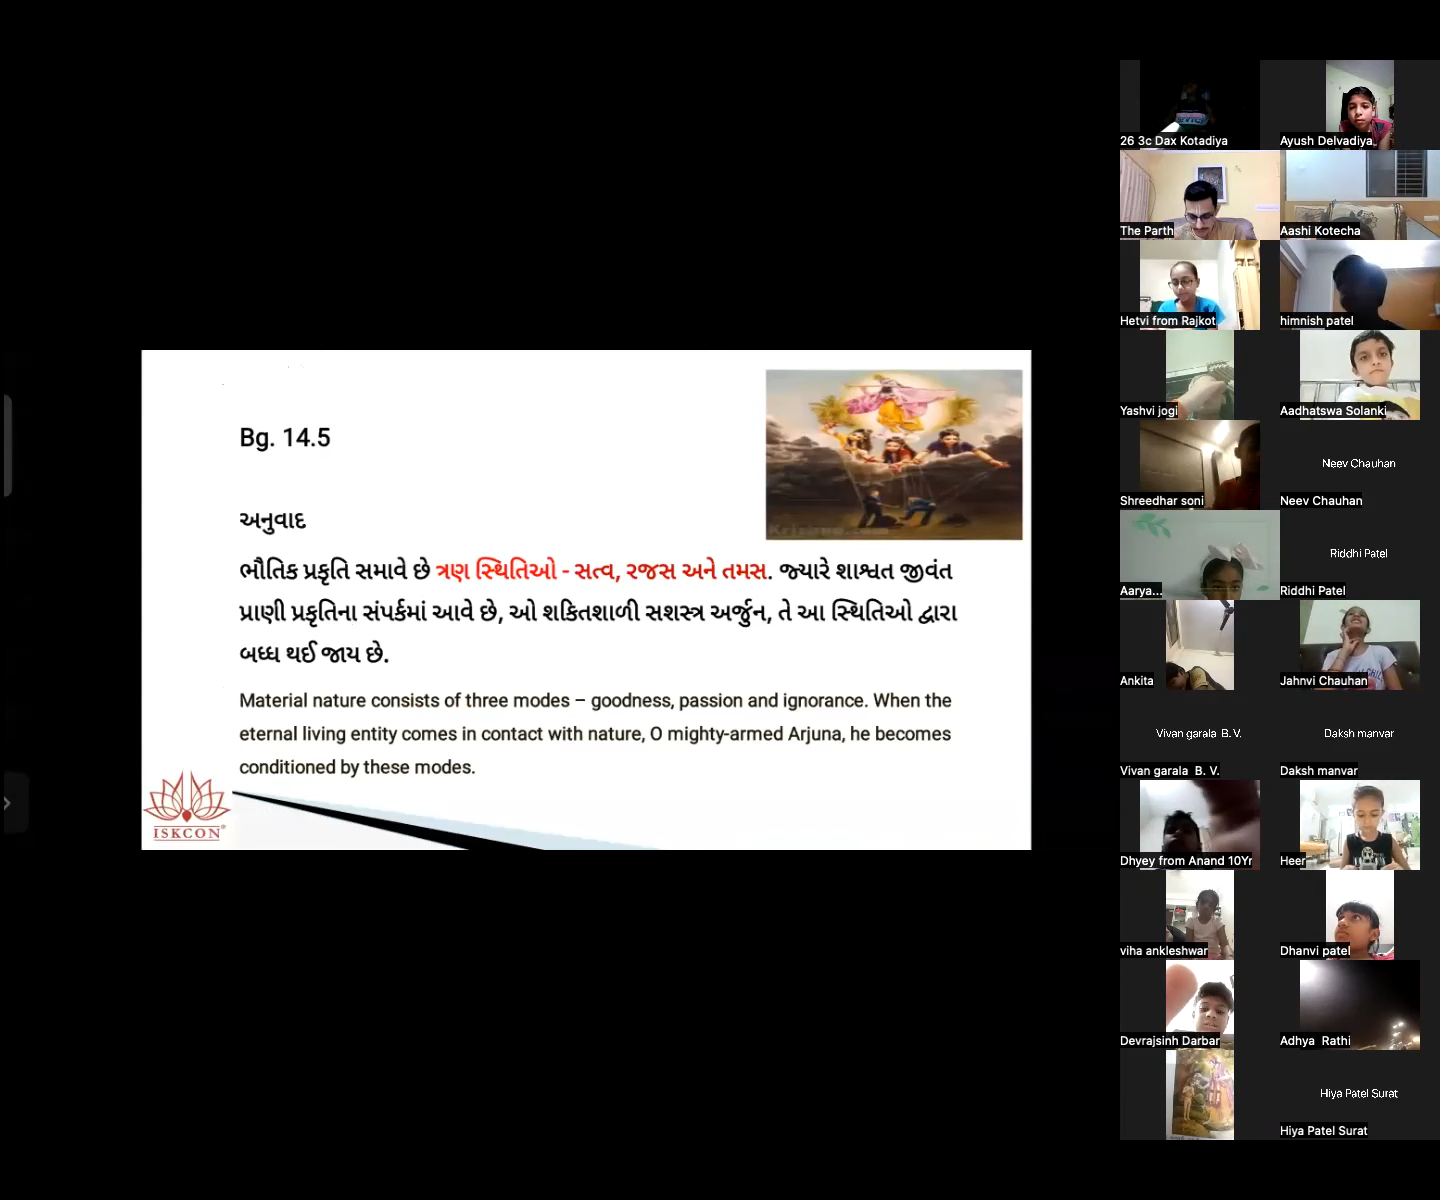 Bg. 14.5
અનુવાદ
ભૌતિક પ્રકૃતિ સમાવે છે ત્રણ સ્થિતિઓ - સત્વ, રજસ અને તમસ. જ્યારે શાશ્વત જીવંત
પ્રાણી પ્રકૃતિના સંપર્કમાં આવે છે, ઓ શકિતશાળી સશસ્ત્ર અર્જુન, તે આ સ્થિતિઓ દ્વારા
બધ્ધ થઈ જાય છે.
Material nature consists of three modes – goodness, passion and ignorance. When the
eternal living entity comes in contact with nature, O mighty-armed Arjuna, he becomes
conditioned by these modes.
ISKCON
26 3c Dax Kotadiya
Ayush Delvadiya
The Parth
Aashi Kotecha
Hetvi from Rajkot
himnish patel
Yashvi jogi
Aadhatswa Solanki
Shreedhar soni
Neev Chauhan
Neev Chauhan
Aarya...
Riddhi Patel
Riddhi Patel
Ankita
Jahnvi Chauhan
Vivan garala B. V.
Vivan garala B. V.
Daksh manvar
Daksh manvar
Dhyey from Anand 10Yr
Heer
viha ankleshwar
Dhanvi patel
Devrajsinh Darbar
Adhya Rathi
Hiya Patel Surat
Hiya Patel Surat